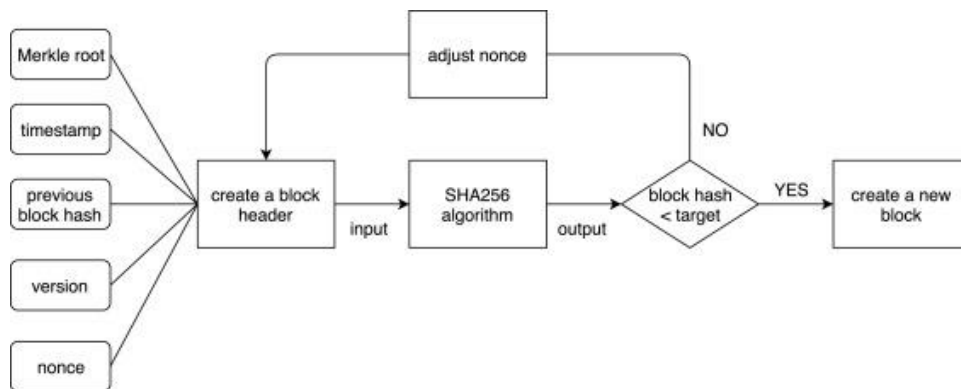 Merkle root
timestamp
previous
block hash
version
nonce
create a block
header
input
SHA256
algorithm
output
block hash
< target
adjust nonce
NO
YES
create a new
block